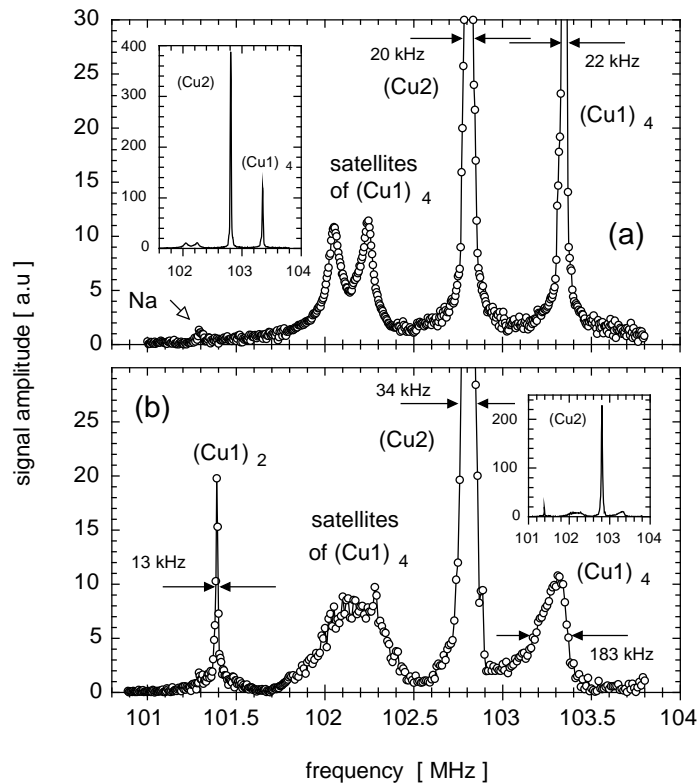 signal amplitude [ a.u ]
30
25
20
15
10
5
0
400
300
200
100
0
102
103
104
(Cu2)
(Cu1) 4
20 kHz
22 kHz
(Cu2)
(Cu1) 4
satellites
of (Cu1) 4
(a)
Na
(b)
25
20
15
10
5
0
(Cu1) 2
13 kHz
satellites
of (Cu1) 4
34 kHz
(Cu2)
200
100
0
101
102
103
104
(Cu2)
(Cu1) 4
183 kHz
101
101.5
102
102.5
103
103.5
104
frequency [ MHz ]